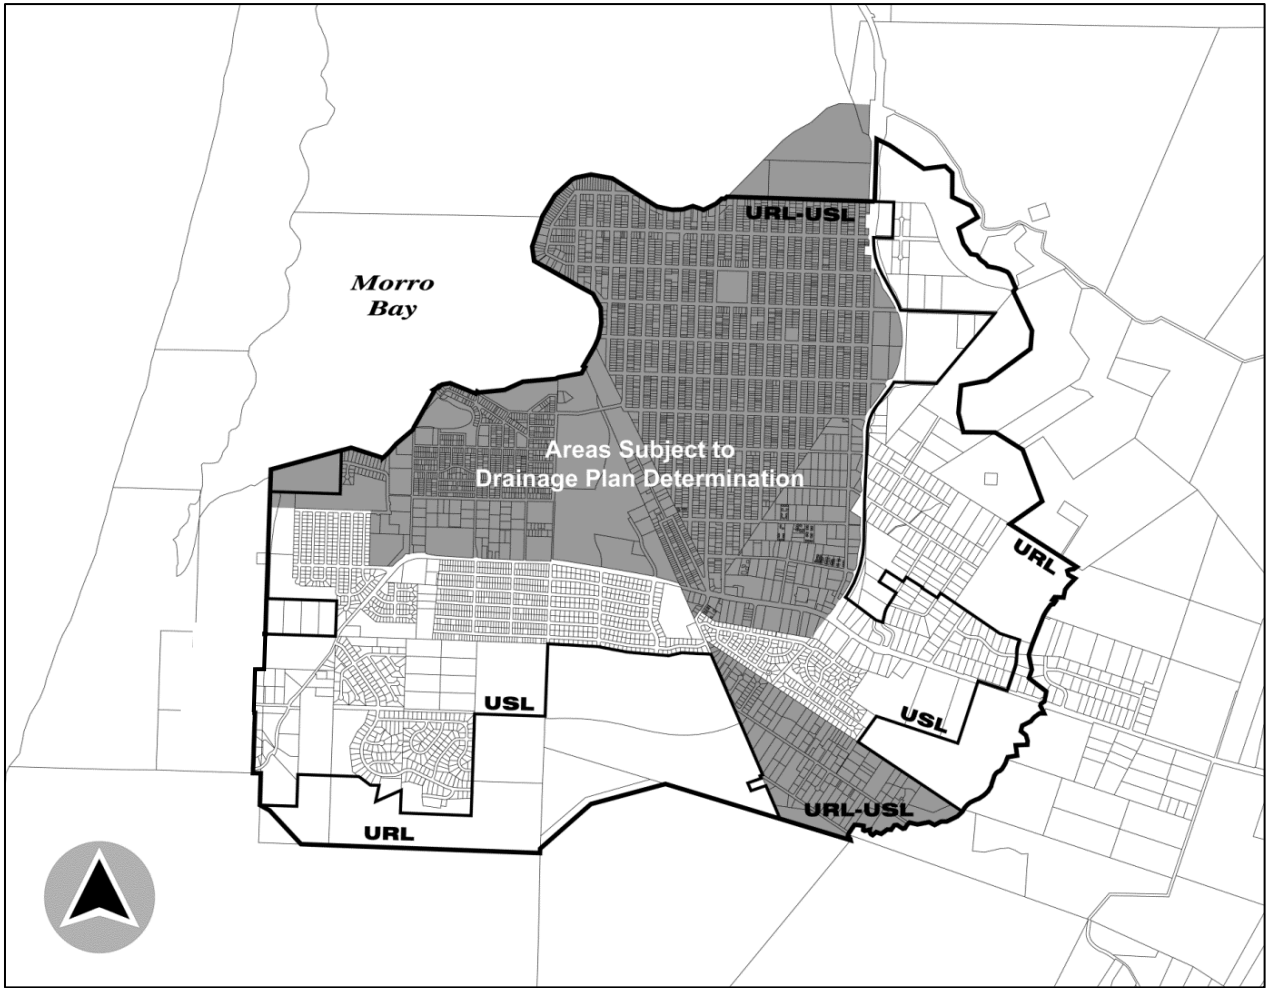 URL-USL
Morro
Bay
Areas Subject to
Drainage Plan Determination
URL
USL
USL
URL-USL
URL